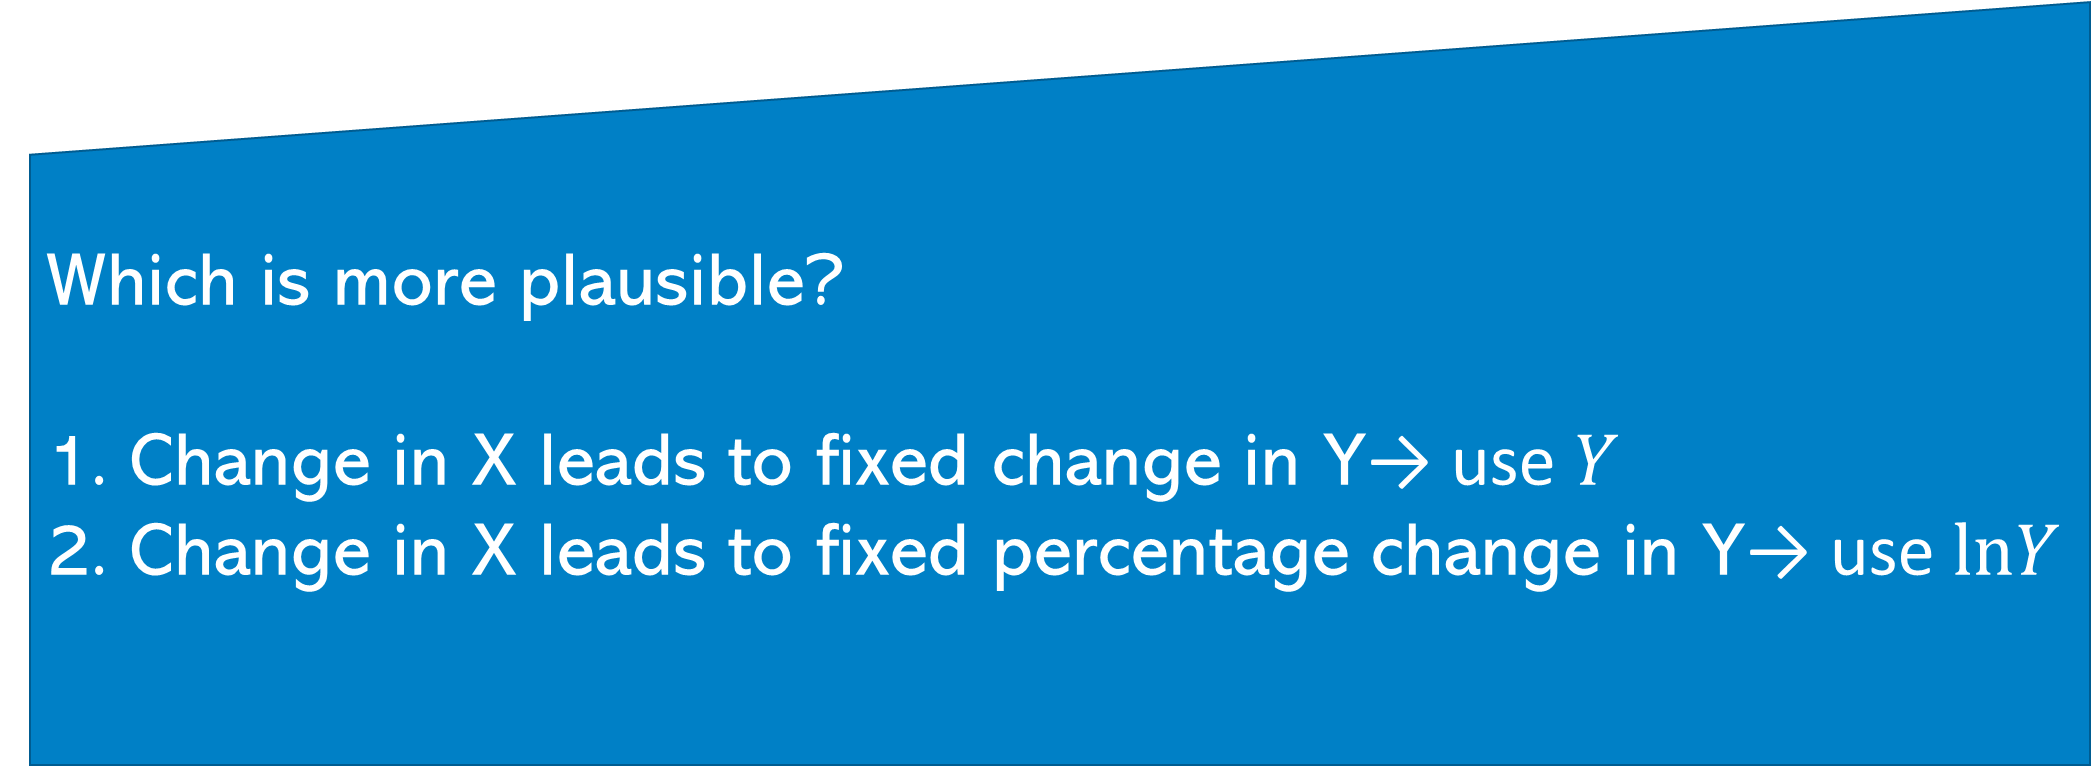 Which is more plausible?
1. Change in X leads to fixed change in Y→ use Y
2. Change in X leads to fixed percentage change in Y→ use lnY